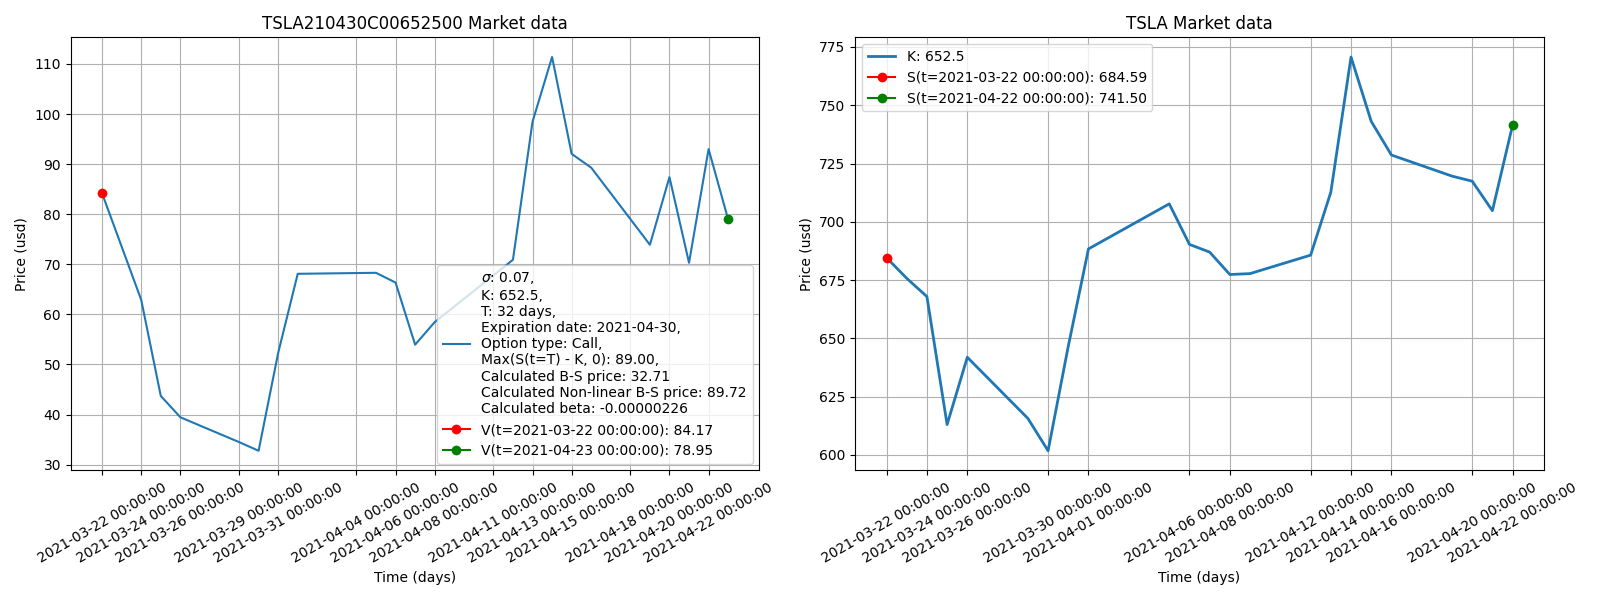 TSLA210430C00652500 Market data
Price (usd)
110
100
90
80
70
60
50
40
30
σ: 0.07,
K: 652.5,
T: 32 days,
Expiration date: 2021-04-30,
Option type: Call,
Max(S(t=T) - K, 0): 89.00,
Calculated B-S price: 32.71
Calculated Non-linear B-S price: 89.72
Calculated beta: -0.00000226
V(t=2021-03-22 00:00:00): 84.17
V(t=2021-04-23 00:00:00): 78.95
2021-03-22 00:00:00
2021-03-24 00:00:00
2021-03-26 00:00:00
2021-03-29 00:00:00
2021-03-31 00:00:00
2021-04-04 00:00:00
2021-04-06 00:00:00
2021-04-08 00:00:00
2021-04-11 00:00:00
2021-04-13 00:00:00
2021-04-15 00:00:00
2021-04-18 00:00:00
2021-04-20 00:00:00
2021-04-22 00:00:00
Time (days)
TSLA Market data
Price (usd)
775
750
725
700
675
650
625
600
K: 652.5
S(t=2021-03-22 00:00:00): 684.59
S(t=2021-04-22 00:00:00): 741.50
2021-03-22 00:00:00
2021-03-24 00:00:00
2021-03-26 00:00:00
2021-03-30 00:00:00
2021-04-01 00:00:00
2021-04-06 00:00:00
2021-04-08 00:00:00
2021-04-12 00:00:00
2021-04-14 00:00:00
2021-04-16 00:00:00
2021-04-20 00:00:00
2021-04-22 00:00:00
Time (days)